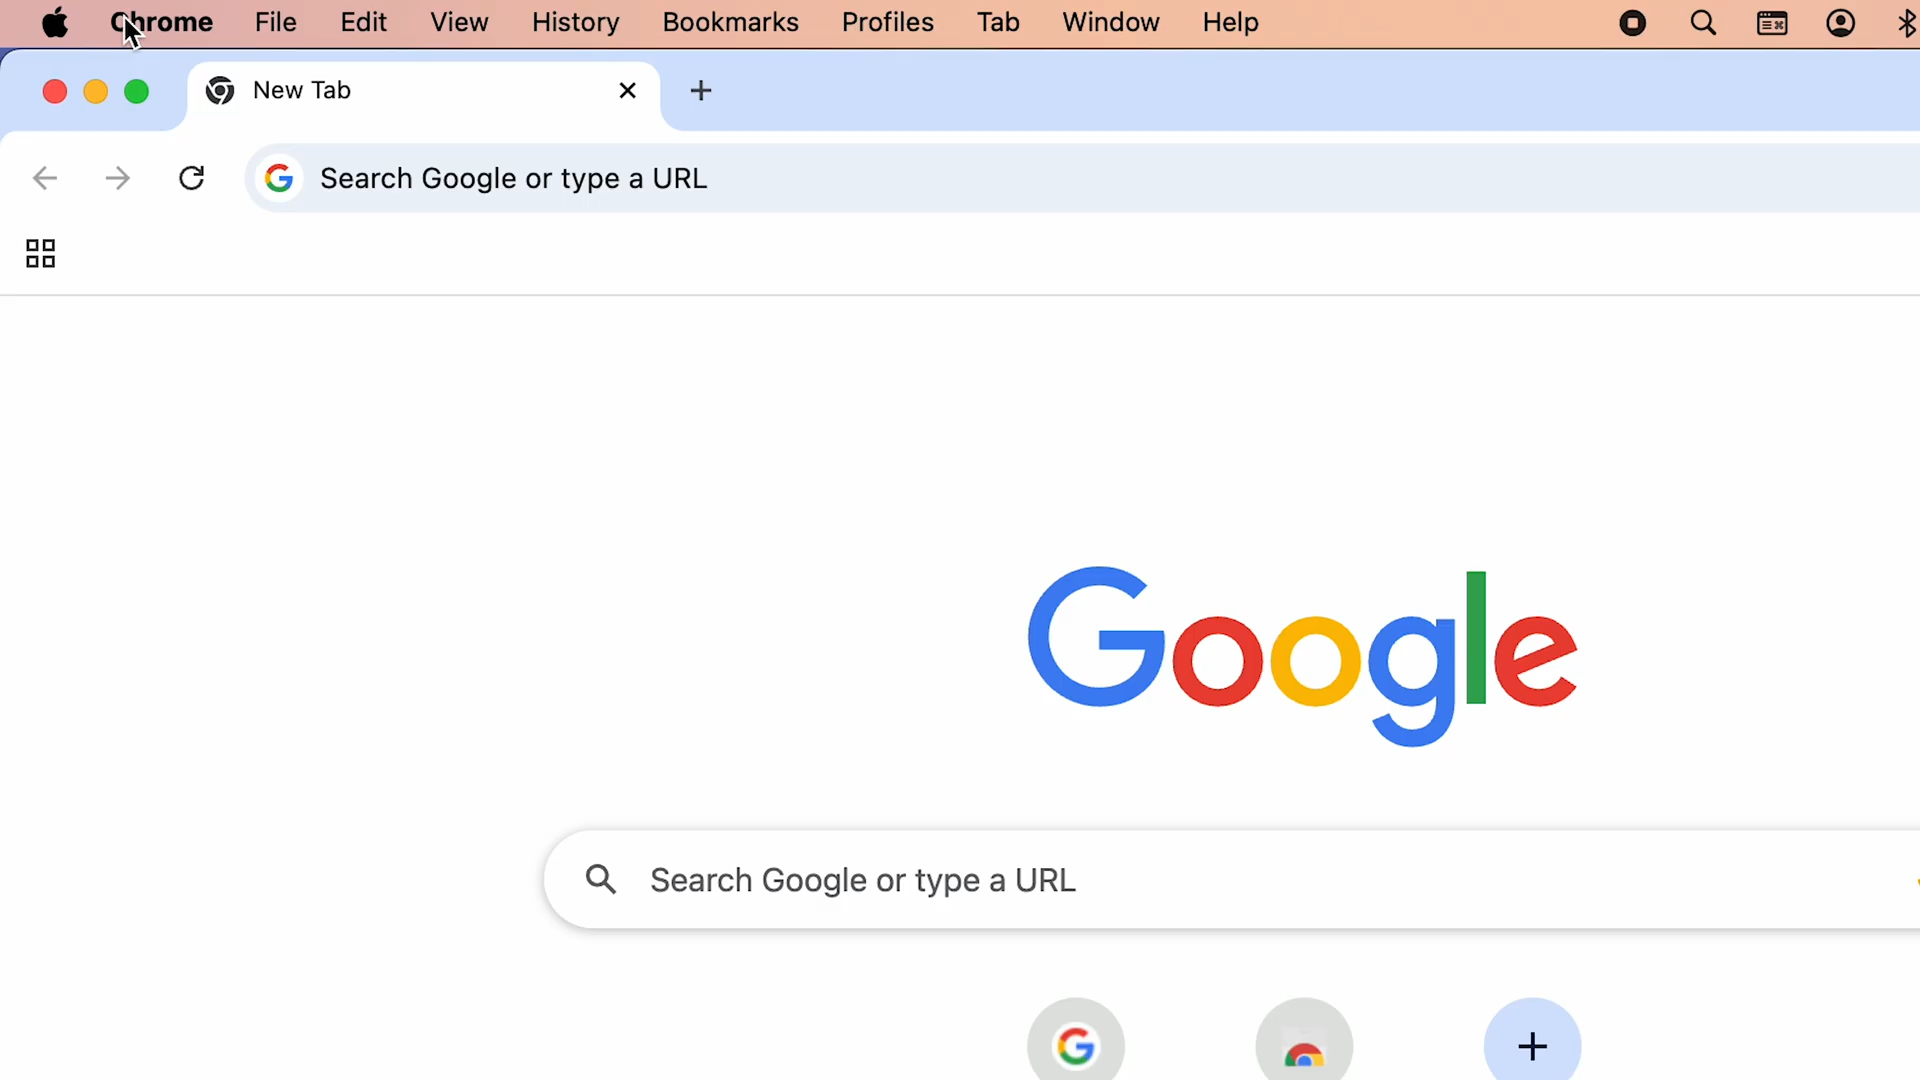 Chrome File Edit View History Bookmarks Profiles Tab Window Help
New Tab
Search Google or type a URL
Google
Search Google or type a URL